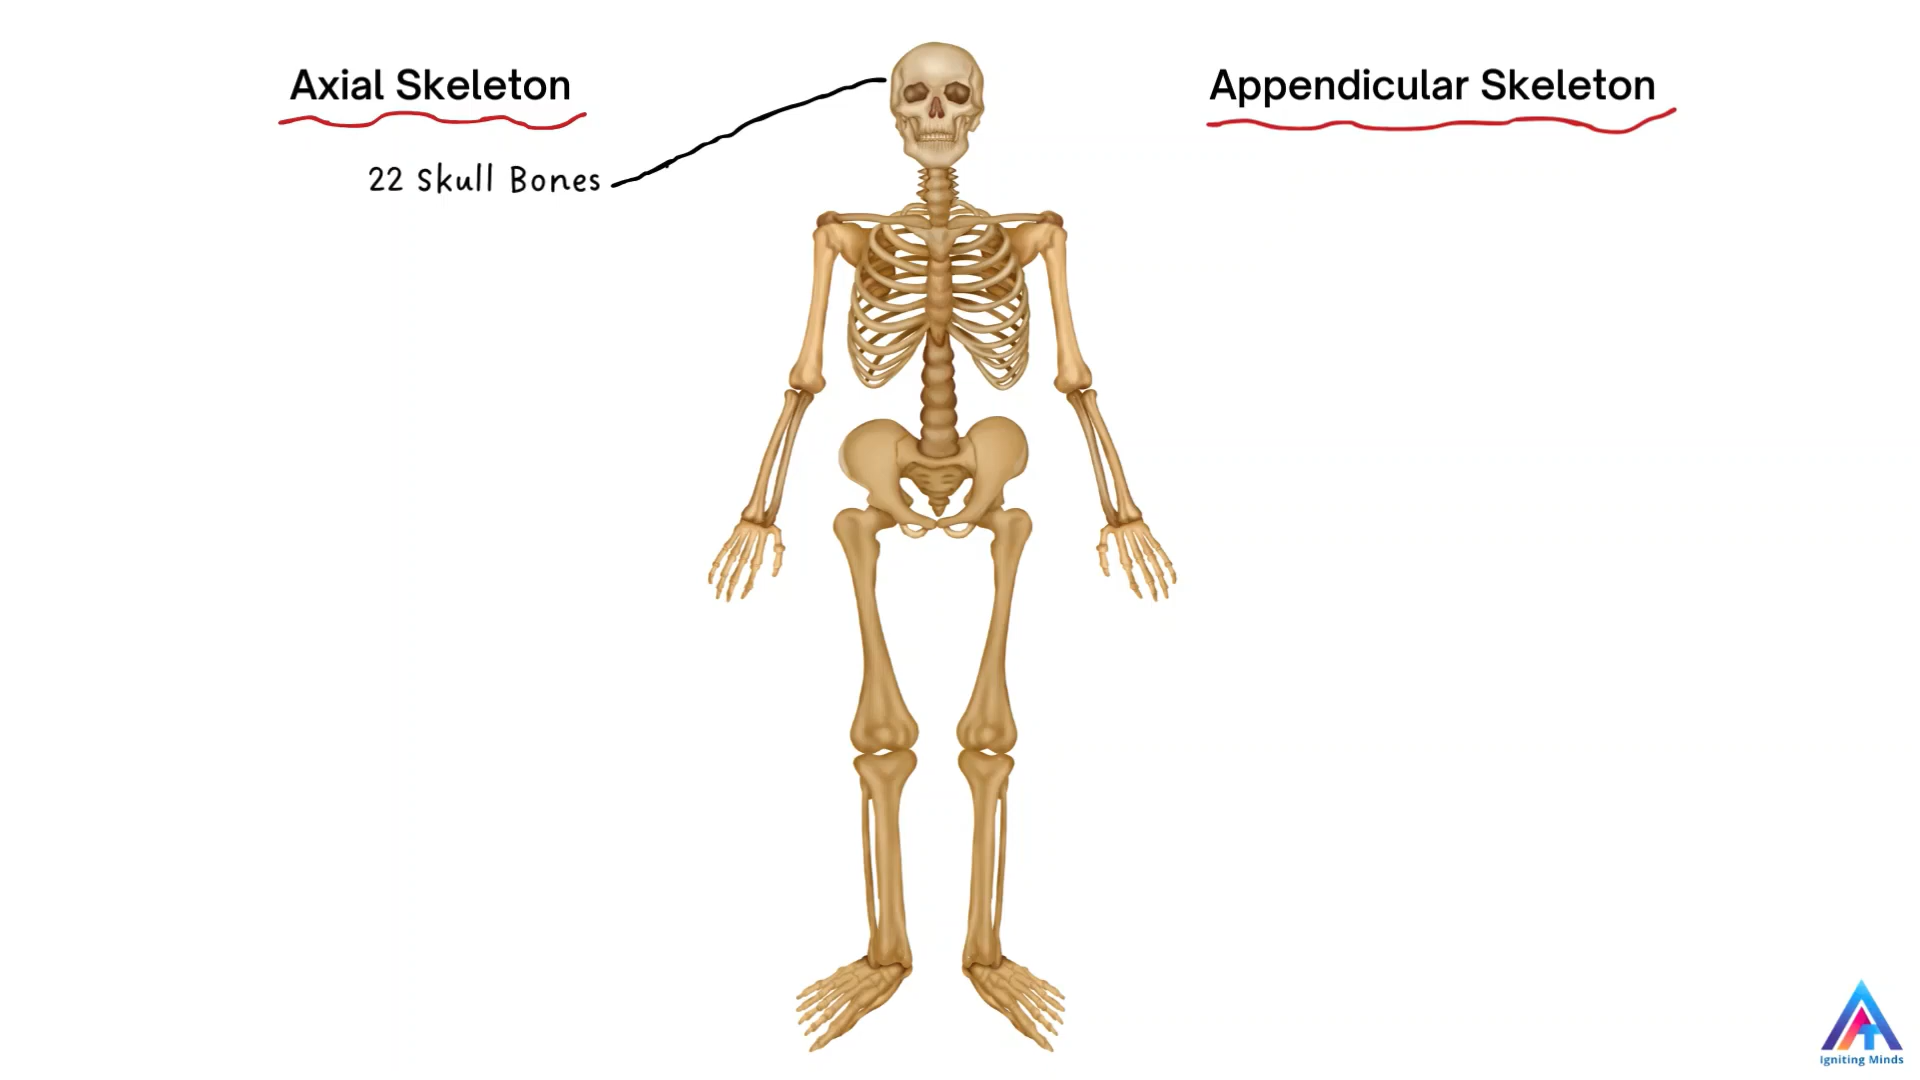 Axial Skeleton
Appendicular Skeleton
22 Skull Bones
Igniting Minds